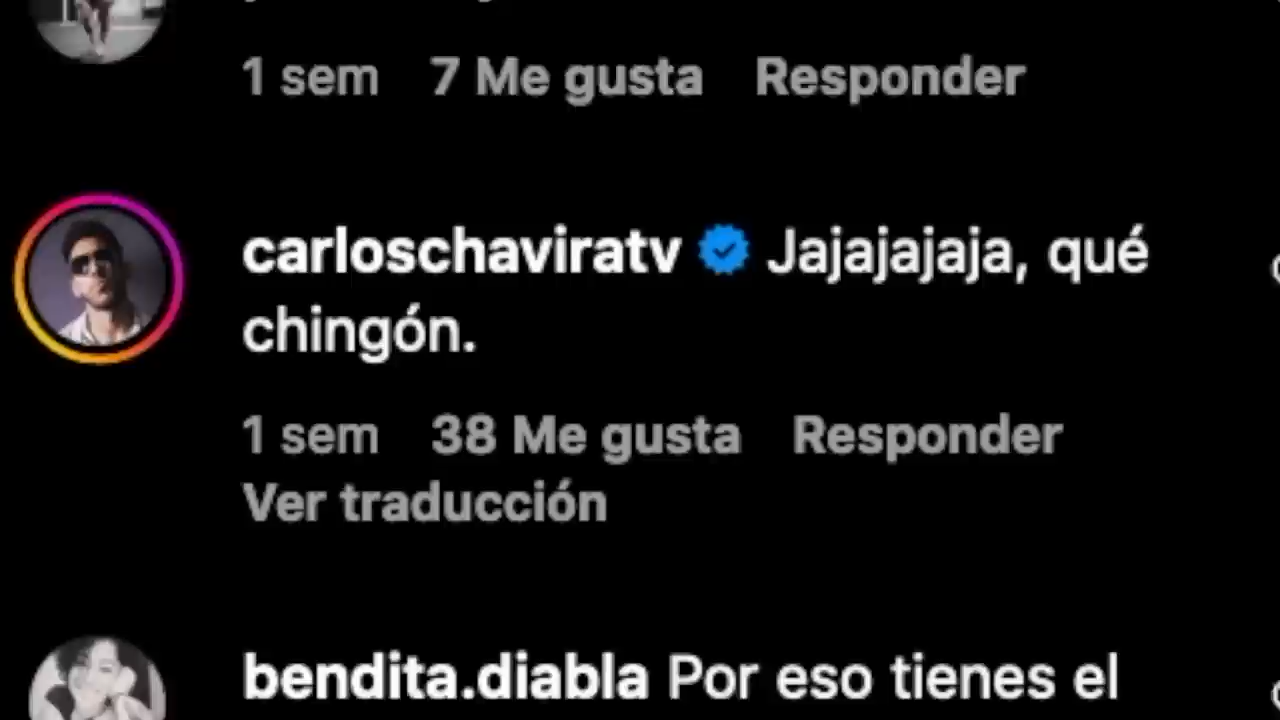 1 sem 7 Me gusta Responder
carloschaviratv Jajajajaja, qué
chingón.
1 sem 38 Me gusta Responder
Ver traducción
bendita.diabla Por eso tienes el